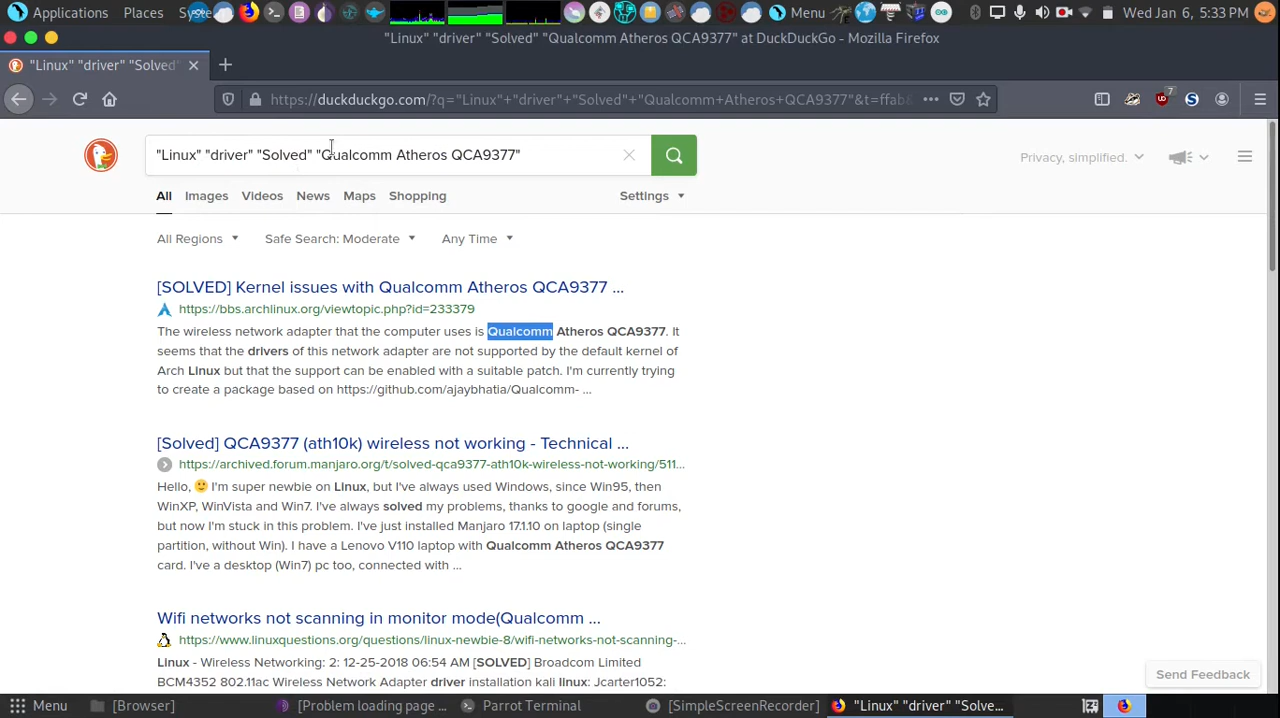 Applications Places Syste Menu Wed Jan 6, 5:33 PM
"Linux" "driver" "Solved" "Qualcomm Atheros QCA9377" at DuckDuckGo - Mozilla Firefox
"Linux" "driver" "Solved"
https://duckduckgo.com/?q="Linux"+"driver"+"Solved"+"Qualcomm+Atheros+QCA9377"&t=ffab& 7
"Linux" "driver" "Solved" "Qualcomm Atheros QCA9377"
Privacy, simplified.
All Images Videos News Maps Shopping Settings
All Regions Safe Search: Moderate Any Time
[SOLVED] Kernel issues with Qualcomm Atheros QCA9377 ...
https://bbs.archlinux.org/viewtopic.php?id=233379
The wireless network adapter that the computer uses is Qualcomm Atheros QCA9377. It
seems that the drivers of this network adapter are not supported by the default kernel of
Arch Linux but that the support can be enabled with a suitable patch. I'm currently trying
to create a package based on https://github.com/ajaybhatia/Qualcomm- ...
[Solved] QCA9377 (ath10k) wireless not working - Technical ...
https://archived.forum.manjaro.org/t/solved-qca9377-ath10k-wireless-not-working/511...
Hello, 🙂 I'm super newbie on Linux, but I've always used Windows, since Win95, then
WinXP, WinVista and Win7. I've always solved my problems, thanks to google and forums,
but now I'm stuck in this problem. I've just installed Manjaro 17.1.10 on laptop (single
partition, without Win). I have a Lenovo V110 laptop with Qualcomm Atheros QCA9377
card. I've a desktop (Win7) pc too, connected with ...
Wifi networks not scanning in monitor mode(Qualcomm ...
https://www.linuxquestions.org/questions/linux-newbie-8/wifi-networks-not-scanning-...
Linux - Wireless Networking: 2: 12-25-2018 06:54 AM [SOLVED] Broadcom Limited
BCM4352 802.11ac Wireless Network Adapter driver installation kali linux: Jcarter1052:
Send Feedback
Menu [Browser] [Problem loading page ... Parrot Terminal [SimpleScreenRecorder] "Linux" "driver" "Solve...